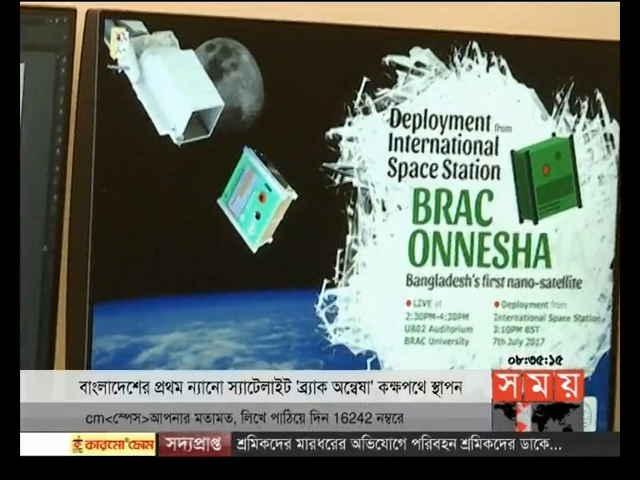 Deployment from
International
Space Station
BRAC
ONNESHA
Bangladesh's first nano-satellite
LIVE at
2:30PM-4:30PM
UB02 Auditorium
BRAC University
Deployment from
International Space Station
3:10PM BST
7th July 2017
০৮:৩৫:১৫
সময়
বাংলাদেশের প্রথম ন্যানো স্যাটেলাইট 'ব্র্যাক অন্বেষা' কক্ষপথে স্থাপন
cm<স্পেস>আপনার মতামত, লিখে পাঠিয়ে দিন 16242 নম্বরে
কারমো ফোম
সদ্যপ্রাপ্ত
শ্রমিকদের মারধরের অভিযোগে পরিবহন শ্রমিকদের ডাকে...